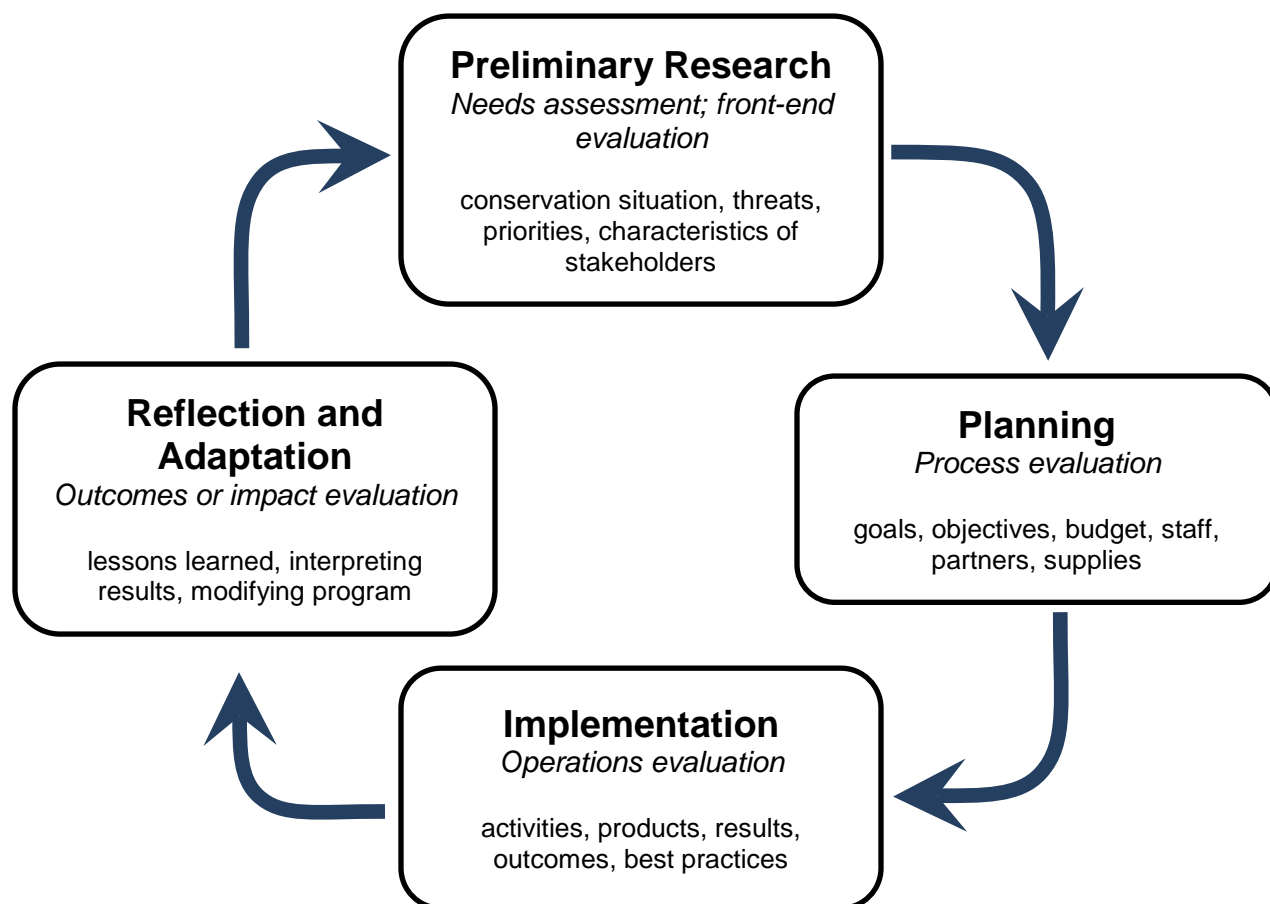 Preliminary Research
Needs assessment; front-end
evaluation
conservation situation, threats,
priorities, characteristics of
stakeholders
Planning
Process evaluation
goals, objectives, budget, staff,
partners, supplies
Implementation
Operations evaluation
activities, products, results,
outcomes, best practices
Reflection and
Adaptation
Outcomes or impact evaluation
lessons learned, interpreting
results, modifying program